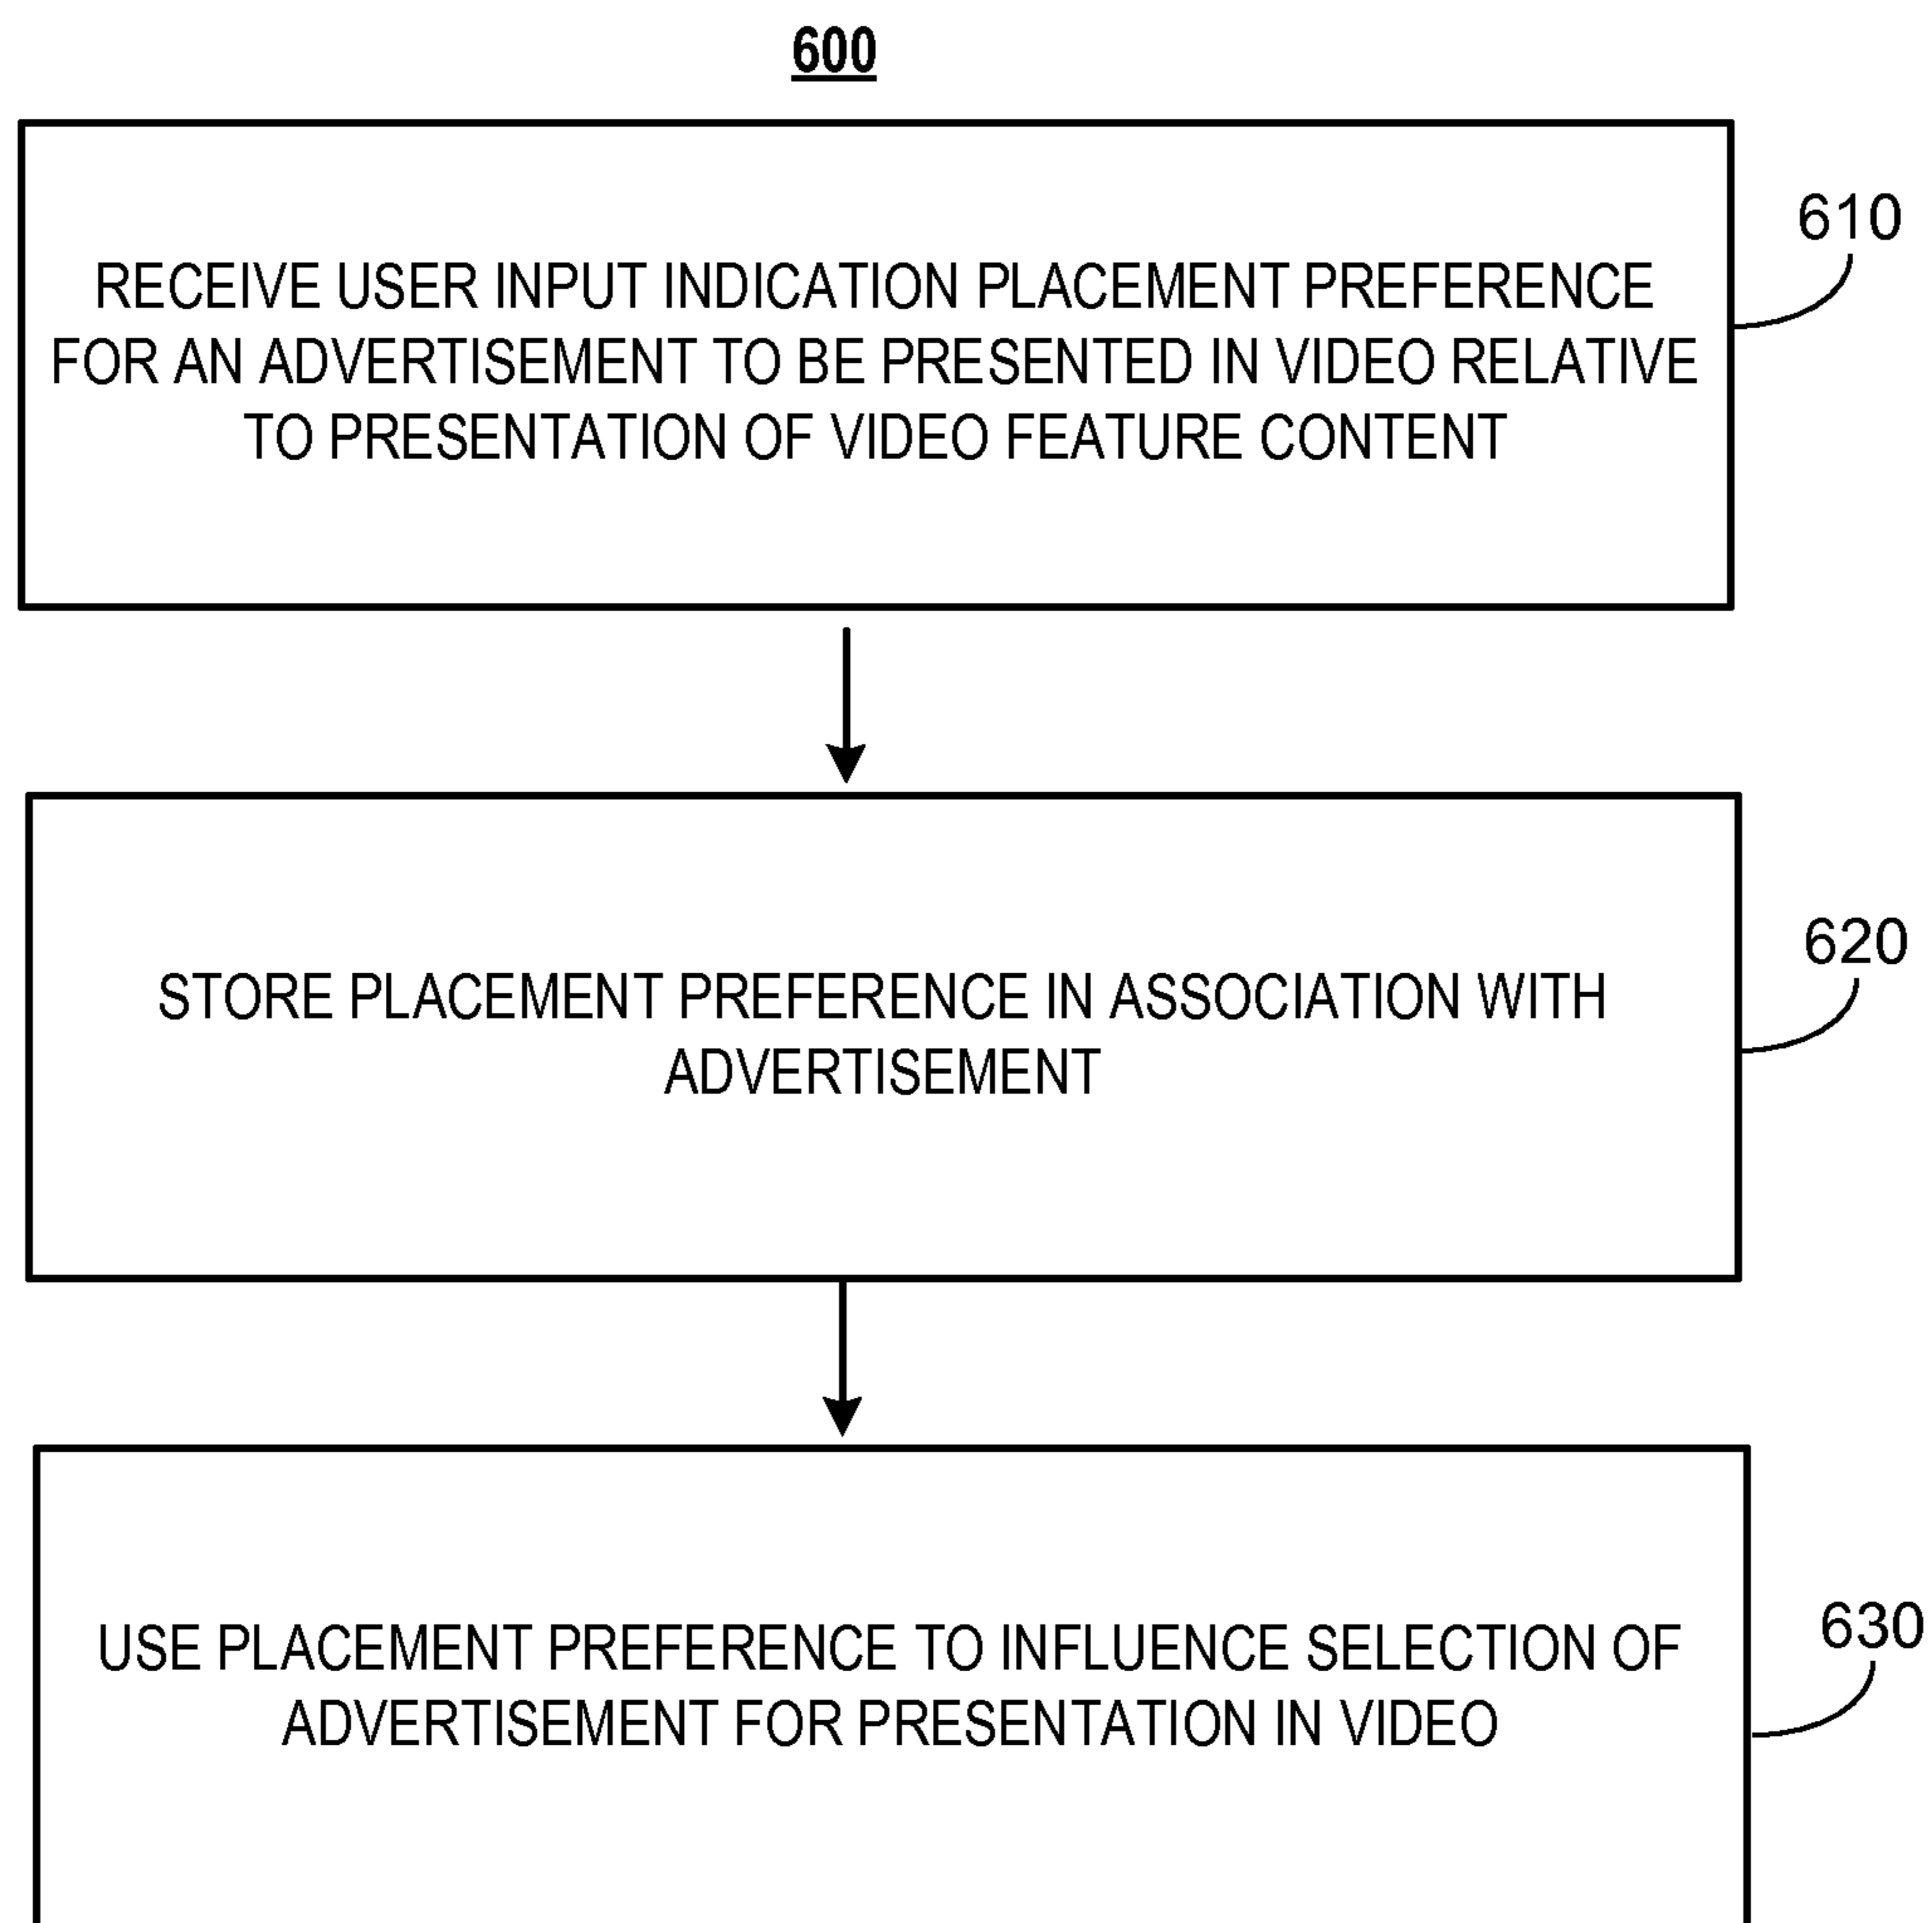 600
610
RECEIVE USER INPUT INDICATION PLACEMENT PREFERENCE
FOR AN ADVERTISEMENT TO BE PRESENTED IN VIDEO RELATIVE
TO PRESENTATION OF VIDEO FEATURE CONTENT
620
STORE PLACEMENT PREFERENCE IN ASSOCIATION WITH
ADVERTISEMENT
630
USE PLACEMENT PREFERENCE TO INFLUENCE SELECTION OF
ADVERTISEMENT FOR PRESENTATION IN VIDEO